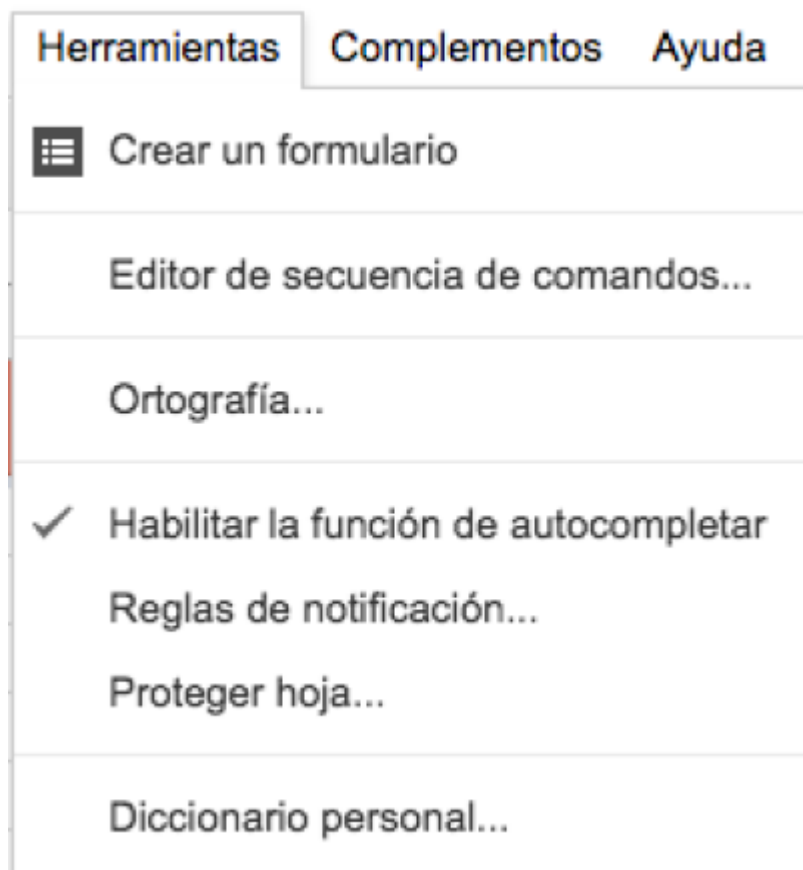 Herramientas Complementos Ayuda
Crear un formulario
Editor de secuencia de comandos...
Ortografía...
Habilitar la función de autocompletar
Reglas de notificación...
Proteger hoja...
Diccionario personal...